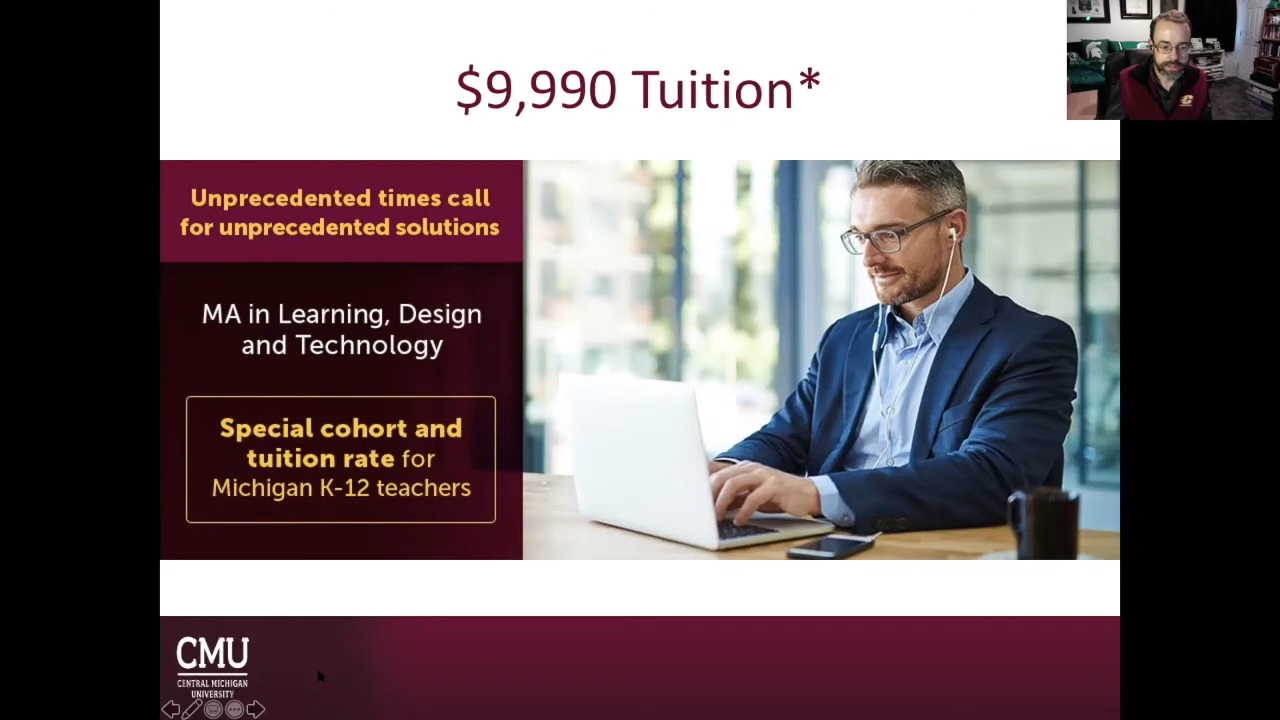 $9,990 Tuition*
Unprecedented times call
for unprecedented solutions
MA in Learning, Design
and Technology
Special cohort and
tuition rate for
Michigan K-12 teachers
CMU
CENTRAL MICHIGAN
UNIVERSITY